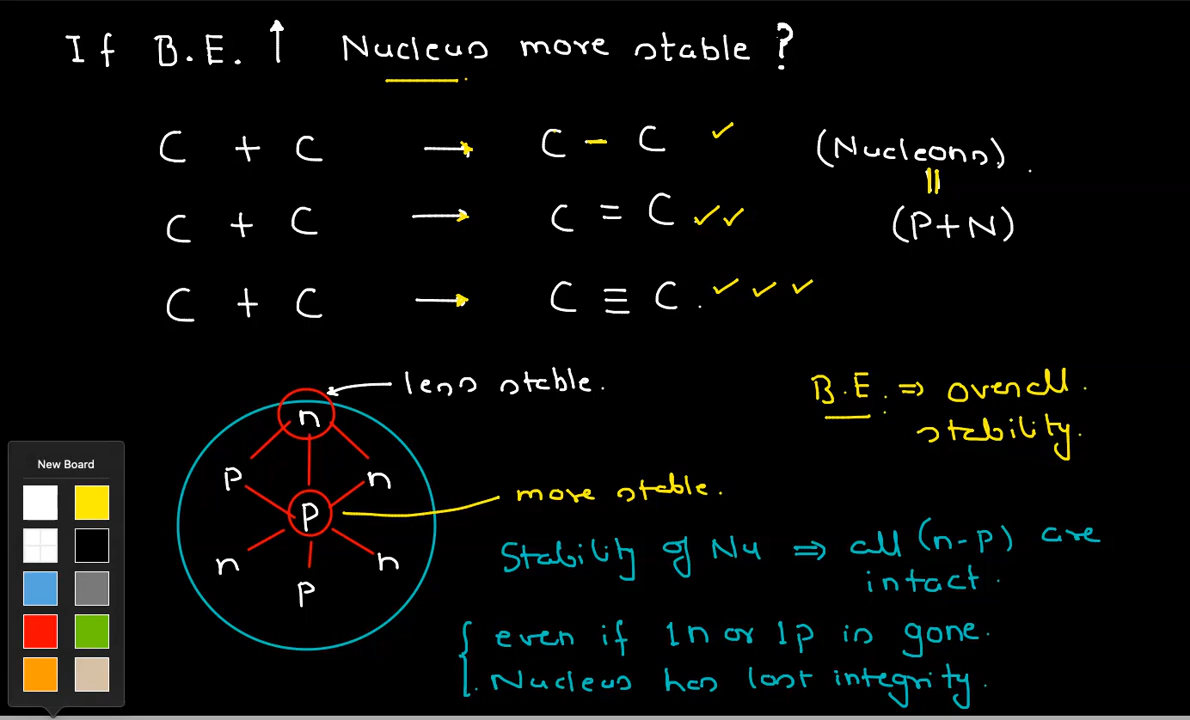 If B.E. ↑ Nucleus more stable?
C + C → C - C ✓
(Nucleons)
||
(P+N)
C + C → C = C ✓✓
C + C → C ≡ C. ✓✓✓
less stable.
B.E. ⇒ overall
stability.
n
P n
P
n n
P
more stable.
Stability of Nu ⇒ all (n-p) are
intact.
even if 1n or 1p is gone.
Nucleus has lost integrity.
New Board